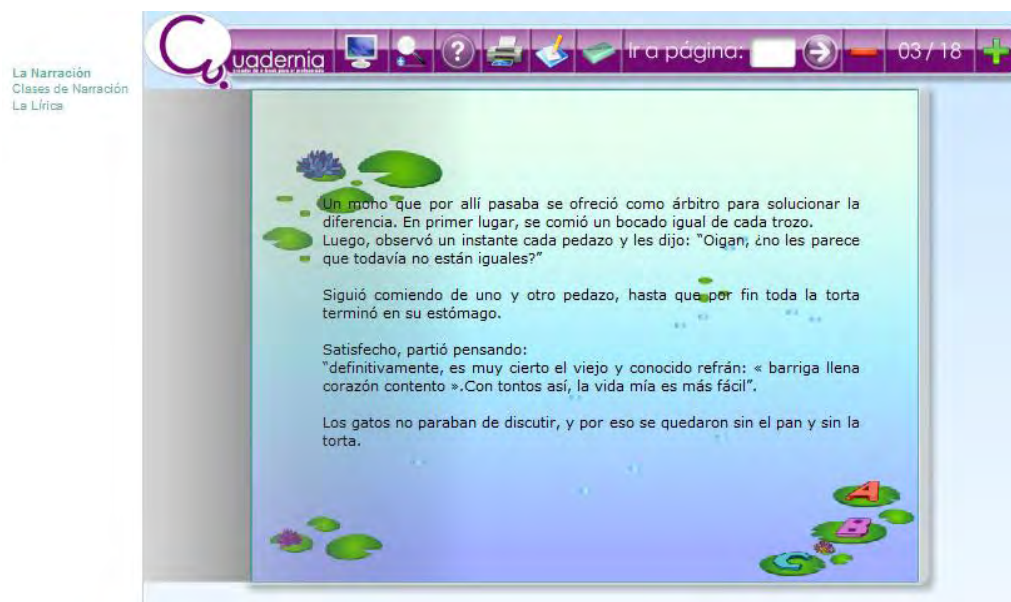 La Narración
Clases de Narración
La Lírica
Cuadernia
Ir a página:
03 / 18
Un mono que por allí pasaba se ofreció como árbitro para solucionar la
diferencia. En primer lugar, se comió un bocado igual de cada trozo.
Luego, observó un instante cada pedazo y les dijo: "Oigan, ¿no les parece
que todavía no están iguales?"
Siguió comiendo de uno y otro pedazo, hasta que por fin toda la torta
terminó en su estómago.
Satisfecho, partió pensando:
"definitivamente, es muy cierto el viejo y conocido refrán: « barriga llena
corazón contento ».Con tontos así, la vida mía es más fácil".
Los gatos no paraban de discutir, y por eso se quedaron sin el pan y sin la
torta.
A
B
C